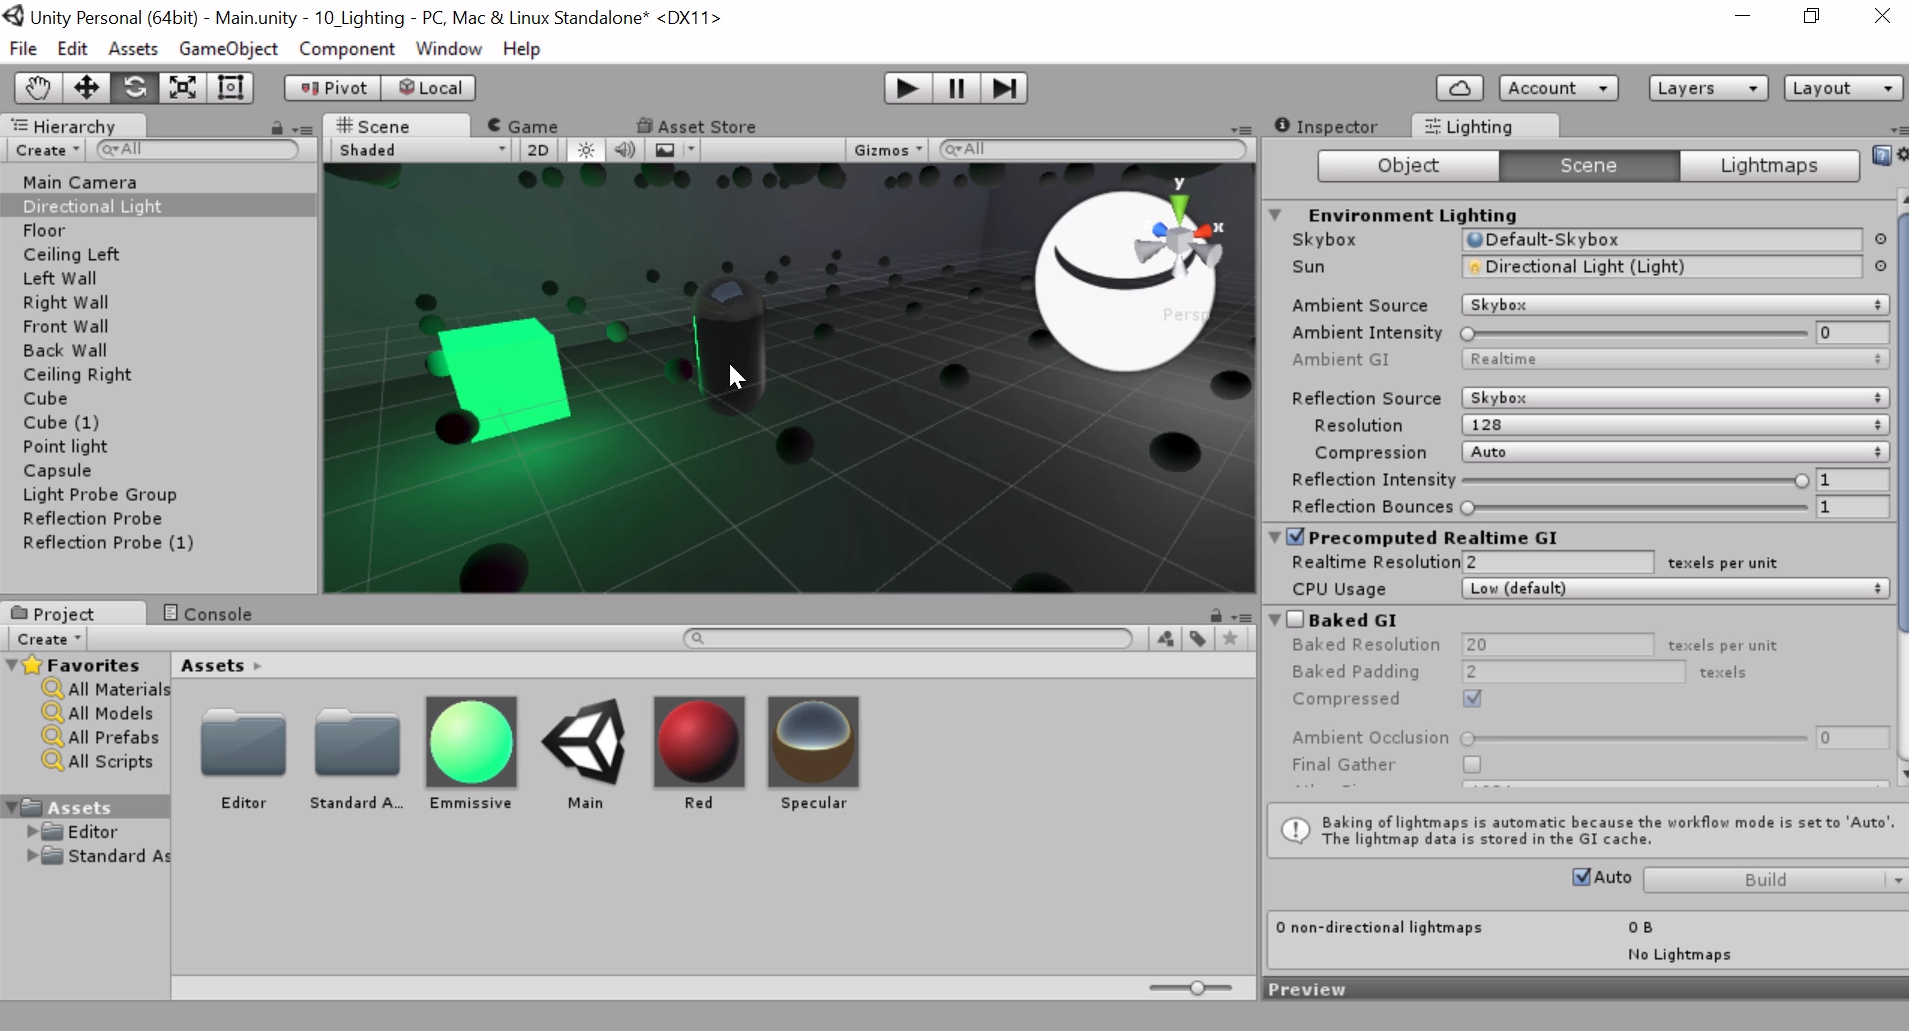 Unity Personal (64bit) - Main.unity - 10_Lighting - PC, Mac & Linux Standalone* <DX11>
File Edit Assets GameObject Component Window Help
Pivot Local Account Layers Layout
Hierarchy
Create All
Main Camera
Directional Light
Floor
Ceiling Left
Left Wall
Right Wall
Front Wall
Back Wall
Ceiling Right
Cube
Cube (1)
Point light
Capsule
Light Probe Group
Reflection Probe
Reflection Probe (1)
Scene Game Asset Store
Shaded 2D Gizmos All
y
x
Persp
Inspector Lighting
Object Scene Lightmaps
Environment Lighting
Skybox Default-Skybox
Sun Directional Light (Light)
Ambient Source Skybox
Ambient Intensity 0
Ambient GI Realtime
Reflection Source Skybox
Resolution 128
Compression Auto
Reflection Intensity 1
Reflection Bounces 1
Precomputed Realtime GI
Realtime Resolution 2 texels per unit
CPU Usage Low (default)
Baked GI
Baked Resolution 20 texels per unit
Baked Padding 2 texels
Compressed
Ambient Occlusion 0
Final Gather
Baking of lightmaps is automatic because the workflow mode is set to 'Auto'.
The lightmap data is stored in the GI cache.
Auto Build
0 non-directional lightmaps 0 B
No Lightmaps
Preview
Project Console
Create
Favorites
All Materials
All Models
All Prefabs
All Scripts
Assets
Editor
Standard As
Assets
Editor Standard A... Emmissive Main Red Specular